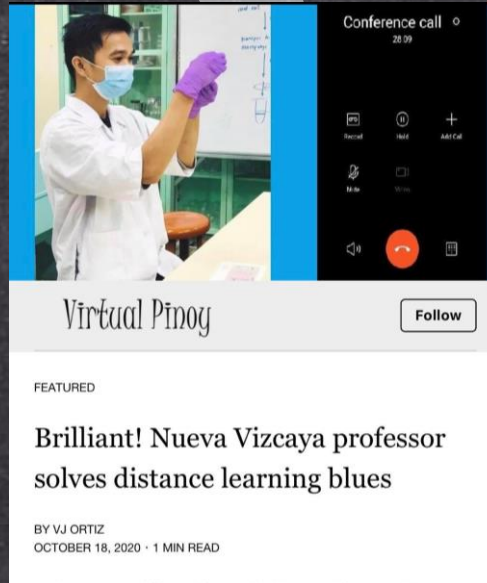 Conference call
28:09
Record
Hold
Add Call
Mute
Video
Virtual Pinoy
Follow
FEATURED
Brilliant! Nueva Vizcaya professor
solves distance learning blues
BY VJ ORTIZ
OCTOBER 18, 2020 · 1 MIN READ